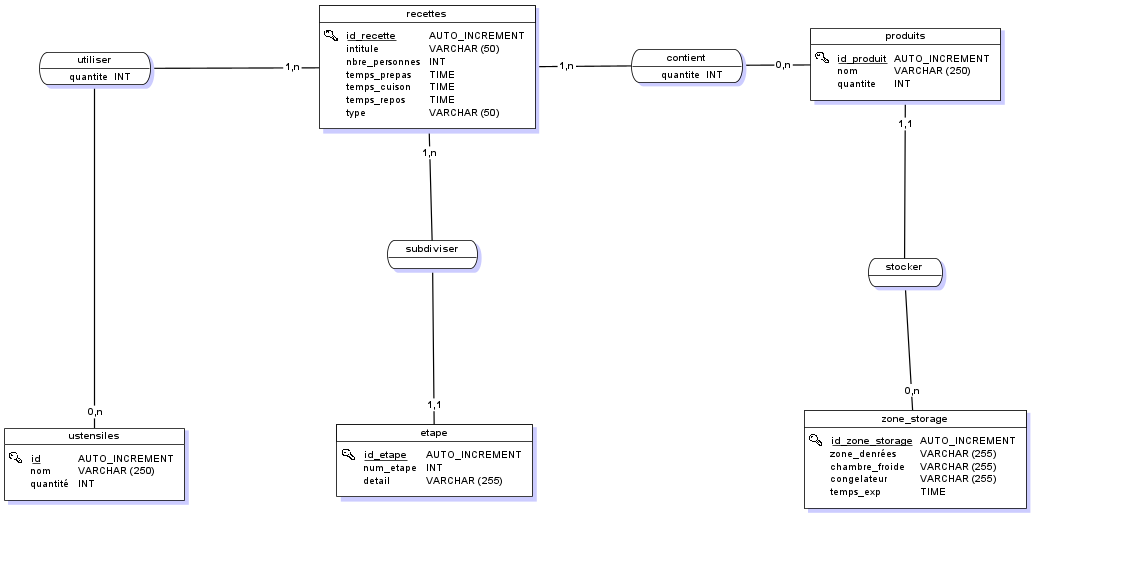 recettes
id_recette AUTO_INCREMENT
intitule VARCHAR (50)
nbre_personnes INT
temps_prepas TIME
temps_cuison TIME
temps_repos TIME
type VARCHAR (50)
utiliser
quantite INT
1,n
1,n
contient
quantite INT
0,n
produits
id_produit AUTO_INCREMENT
nom VARCHAR (250)
quantite INT
1,n
1,1
subdiviser
stocker
0,n
1,1
0,n
ustensiles
id AUTO_INCREMENT
nom VARCHAR (250)
quantité INT
etape
id_etape AUTO_INCREMENT
num_etape INT
detail VARCHAR (255)
zone_storage
id_zone_storage AUTO_INCREMENT
zone_denrées VARCHAR (255)
chambre_froide VARCHAR (255)
congelateur VARCHAR (255)
temps_exp TIME